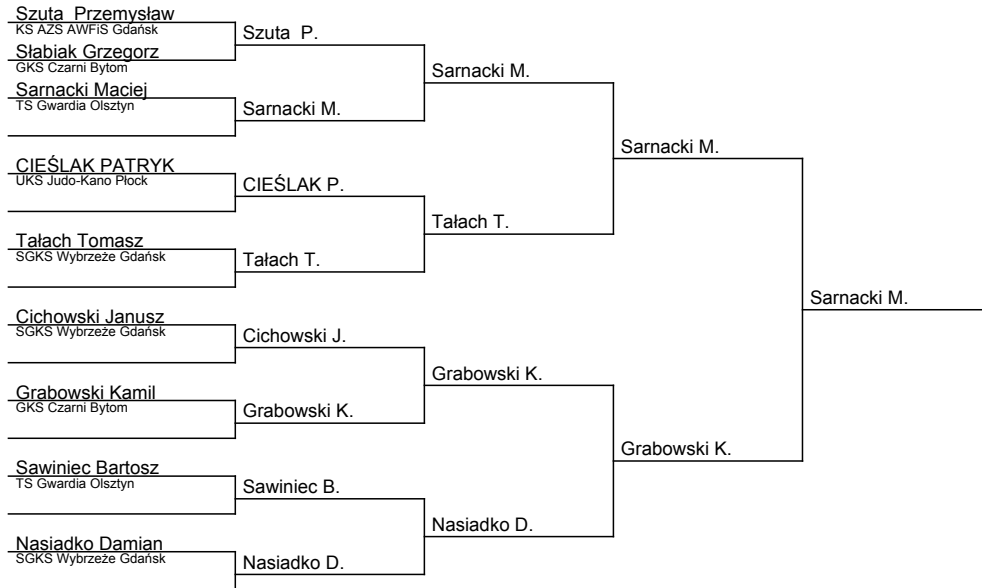 Szuta  Przemysław
KS AZS AWFiS Gdańsk
Szuta  P.
Słabiak Grzegorz
GKS Czarni Bytom
Sarnacki M.
Sarnacki Maciej
TS Gwardia Olsztyn
Sarnacki M.
Sarnacki M.
CIEŚLAK PATRYK
UKS Judo-Kano Płock
CIEŚLAK P.
Tałach T.
Tałach Tomasz
SGKS Wybrzeże Gdańsk
Tałach T.
Sarnacki M.
Cichowski Janusz
SGKS Wybrzeże Gdańsk
Cichowski J.
Grabowski K.
Grabowski Kamil
GKS Czarni Bytom
Grabowski K.
Grabowski K.
Sawiniec Bartosz
TS Gwardia Olsztyn
Sawiniec B.
Nasiadko D.
Nasiadko Damian
SGKS Wybrzeże Gdańsk
Nasiadko D.